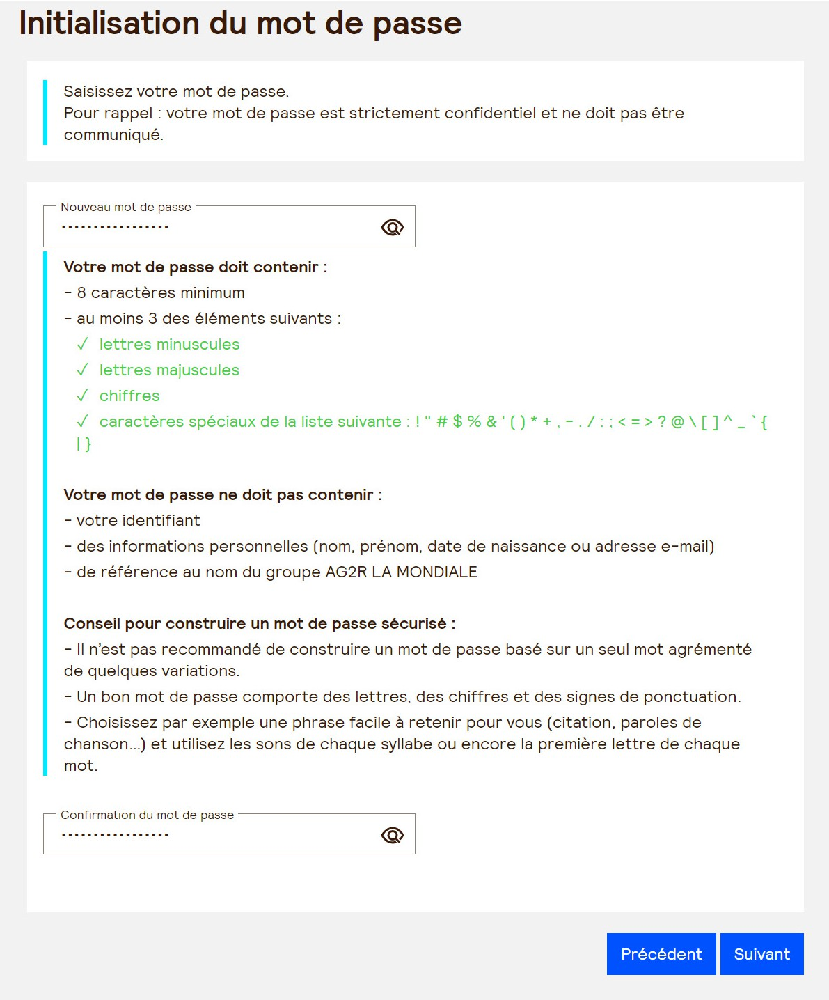 Initialisation du mot de passe
Saisissez votre mot de passe.
Pour rappel : votre mot de passe est strictement confidentiel et ne doit pas être
communiqué.
Nouveau mot de passe
•••••••••••••••••
Votre mot de passe doit contenir :
- 8 caractères minimum
- au moins 3 des éléments suivants :
✓ lettres minuscules
✓ lettres majuscules
✓ chiffres
✓ caractères spéciaux de la liste suivante : ! " # $ % & ' ( ) * + , - . / : ; < = > ? @ \ [ ] ^ _ ` {
| }
Votre mot de passe ne doit pas contenir :
- votre identifiant
- des informations personnelles (nom, prénom, date de naissance ou adresse e-mail)
- de référence au nom du groupe AG2R LA MONDIALE
Conseil pour construire un mot de passe sécurisé :
- Il n’est pas recommandé de construire un mot de passe basé sur un seul mot agrémenté
de quelques variations.
- Un bon mot de passe comporte des lettres, des chiffres et des signes de ponctuation.
- Choisissez par exemple une phrase facile à retenir pour vous (citation, paroles de
chanson...) et utilisez les sons de chaque syllabe ou encore la première lettre de chaque
mot.
Confirmation du mot de passe
•••••••••••••••••
Précédent Suivant